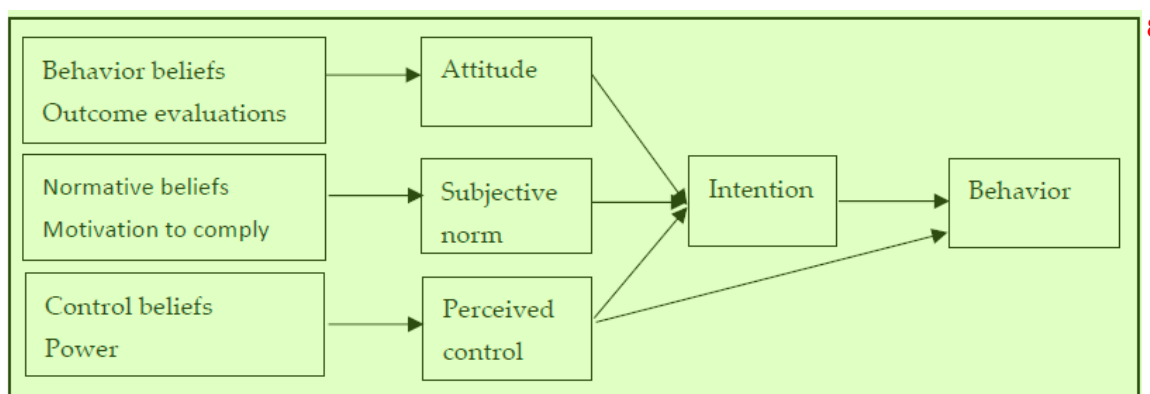 Behavior beliefs
Outcome evaluations
Attitude
Normative beliefs
Motivation to comply
Subjective
norm
Intention
Behavior
Control beliefs
Power
Perceived
control